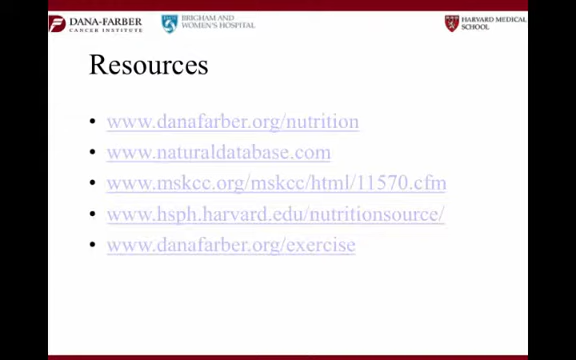 DANA-FARBER
CANCER INSTITUTE
BRIGHAM AND
WOMEN'S HOSPITAL
HARVARD MEDICAL
SCHOOL
Resources
• www.danafarber.org/nutrition
• www.naturaldatabase.com
• www.mskcc.org/mskcc/html/11570.cfm
• www.hsph.harvard.edu/nutritionsource/
• www.danafarber.org/exercise